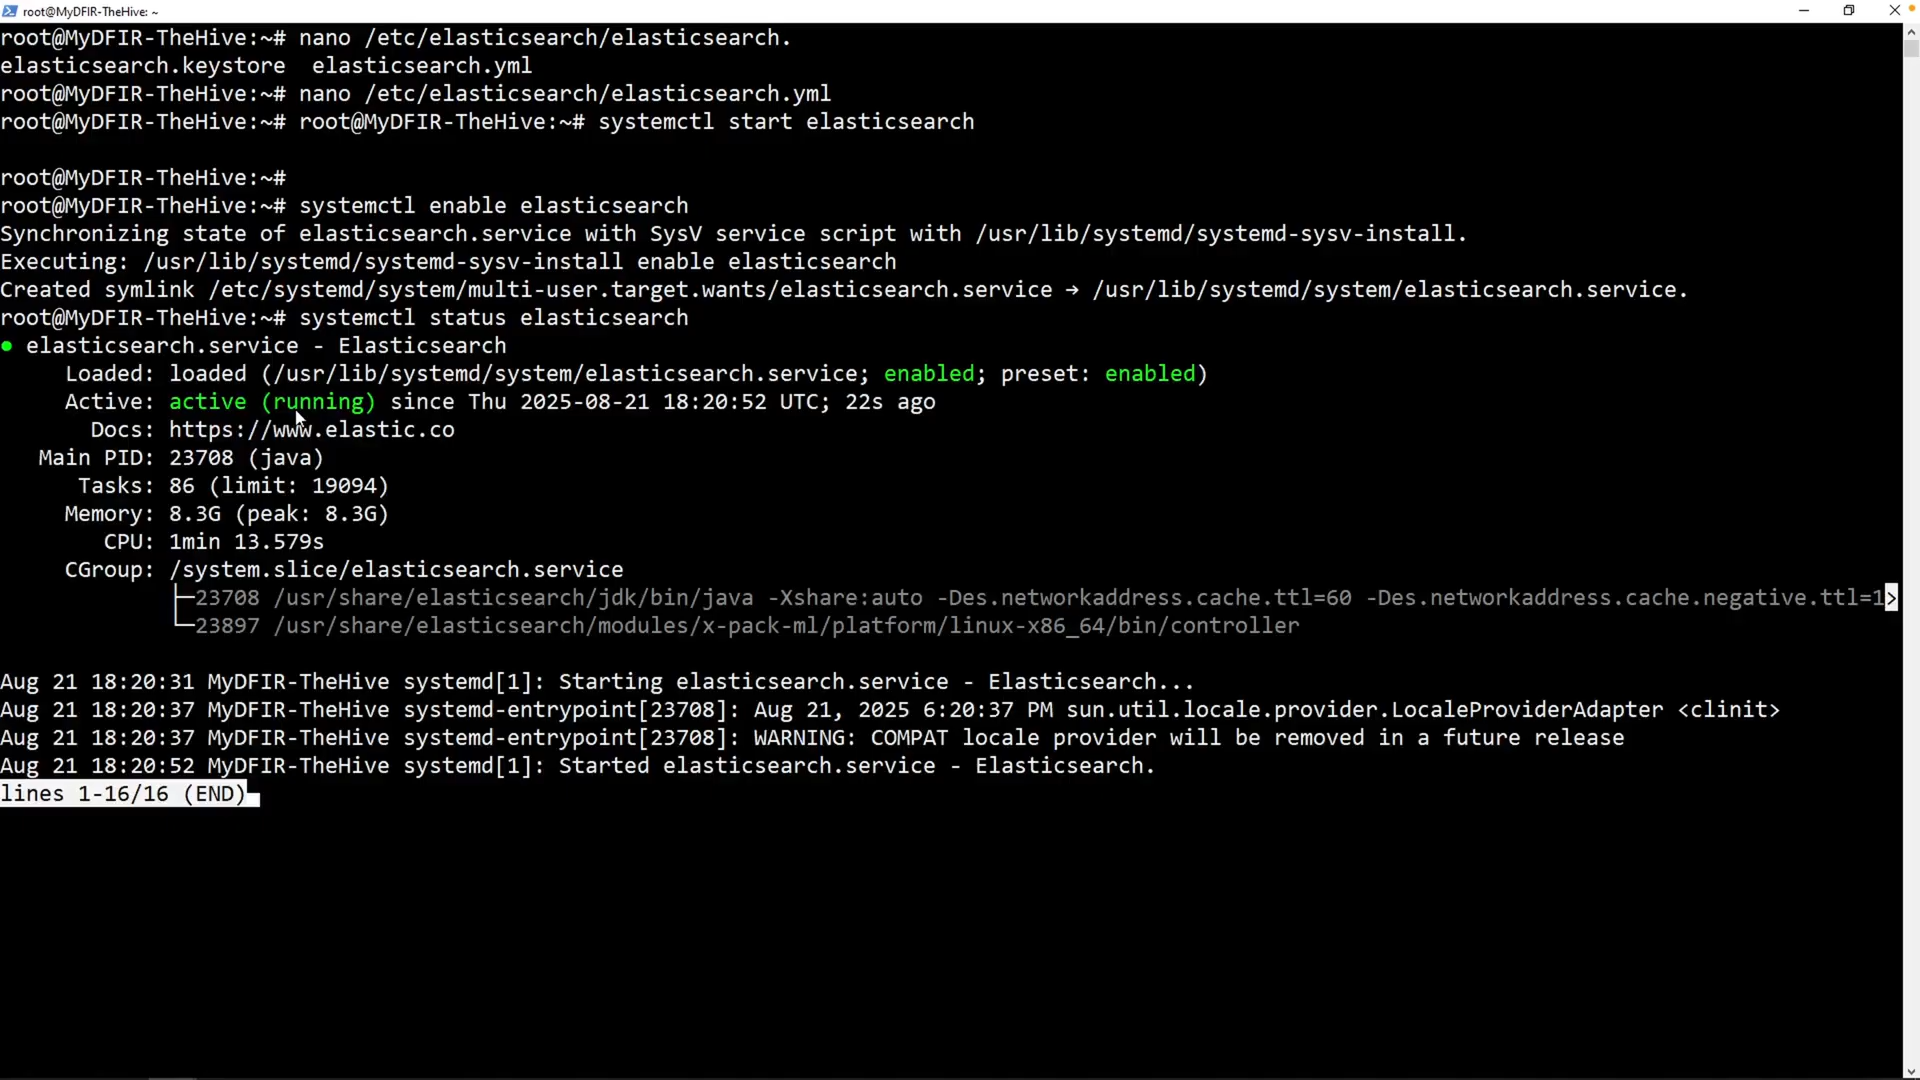 root@MyDFIR-TheHive: ~
root@MyDFIR-TheHive:~# nano /etc/elasticsearch/elasticsearch.
elasticsearch.keystore  elasticsearch.yml
root@MyDFIR-TheHive:~# nano /etc/elasticsearch/elasticsearch.yml
root@MyDFIR-TheHive:~# root@MyDFIR-TheHive:~# systemctl start elasticsearch
root@MyDFIR-TheHive:~#
root@MyDFIR-TheHive:~# systemctl enable elasticsearch
Synchronizing state of elasticsearch.service with SysV service script with /usr/lib/systemd/systemd-sysv-install.
Executing: /usr/lib/systemd/systemd-sysv-install enable elasticsearch
Created symlink /etc/systemd/system/multi-user.target.wants/elasticsearch.service → /usr/lib/systemd/system/elasticsearch.service.
root@MyDFIR-TheHive:~# systemctl status elasticsearch
● elasticsearch.service - Elasticsearch
Loaded: loaded (/usr/lib/systemd/system/elasticsearch.service; enabled; preset: enabled)
Active: active (running) since Thu 2025-08-21 18:20:52 UTC; 22s ago
Docs: https://www.elastic.co
Main PID: 23708 (java)
Tasks: 86 (limit: 19094)
Memory: 8.3G (peak: 8.3G)
CPU: 1min 13.579s
CGroup: /system.slice/elasticsearch.service
├─23708 /usr/share/elasticsearch/jdk/bin/java -Xshare:auto -Des.networkaddress.cache.ttl=60 -Des.networkaddress.cache.negative.ttl=1>
└─23897 /usr/share/elasticsearch/modules/x-pack-ml/platform/linux-x86_64/bin/controller
Aug 21 18:20:31 MyDFIR-TheHive systemd[1]: Starting elasticsearch.service - Elasticsearch...
Aug 21 18:20:37 MyDFIR-TheHive systemd-entrypoint[23708]: Aug 21, 2025 6:20:37 PM sun.util.locale.provider.LocaleProviderAdapter <clinit>
Aug 21 18:20:37 MyDFIR-TheHive systemd-entrypoint[23708]: WARNING: COMPAT locale provider will be removed in a future release
Aug 21 18:20:52 MyDFIR-TheHive systemd[1]: Started elasticsearch.service - Elasticsearch.
lines 1-16/16 (END)